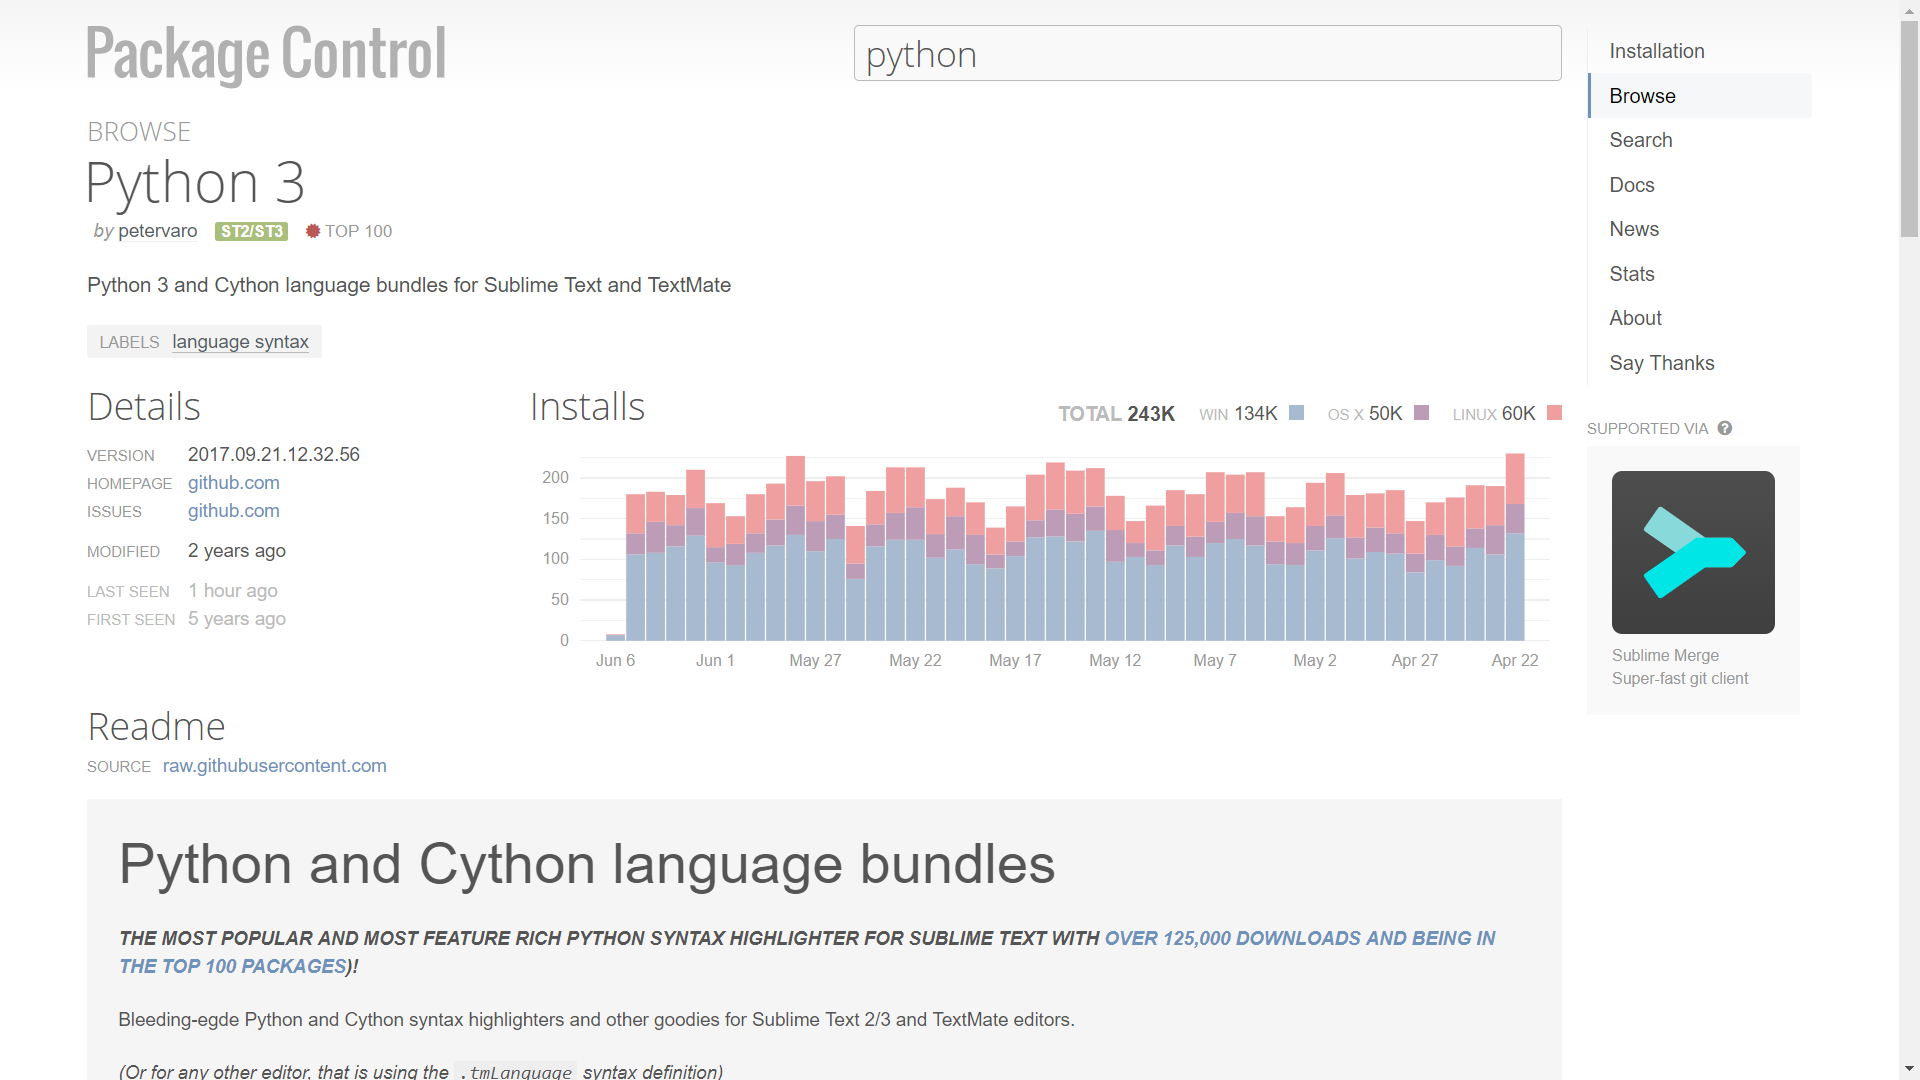 Package Control
python
Installation
Browse
Search
Docs
News
Stats
About
Say Thanks
BROWSE
Python 3
by petervaro ST2/ST3 TOP 100
Python 3 and Cython language bundles for Sublime Text and TextMate
LABELS language syntax
Details
VERSION 2017.09.21.12.32.56
HOMEPAGE github.com
ISSUES github.com
MODIFIED 2 years ago
LAST SEEN 1 hour ago
FIRST SEEN 5 years ago
Installs
TOTAL 243K WIN 134K OS X 50K LINUX 60K
200
150
100
50
0
Jun 6 Jun 1 May 27 May 22 May 17 May 12 May 7 May 2 Apr 27 Apr 22
SUPPORTED VIA ?
Sublime Merge
Super-fast git client
Readme
SOURCE raw.githubusercontent.com
Python and Cython language bundles
THE MOST POPULAR AND MOST FEATURE RICH PYTHON SYNTAX HIGHLIGHTER FOR SUBLIME TEXT WITH OVER 125,000 DOWNLOADS AND BEING IN
THE TOP 100 PACKAGES)!
Bleeding-egde Python and Cython syntax highlighters and other goodies for Sublime Text 2/3 and TextMate editors.
(Or for any other editor, that is using the .tmLanguage syntax definition)